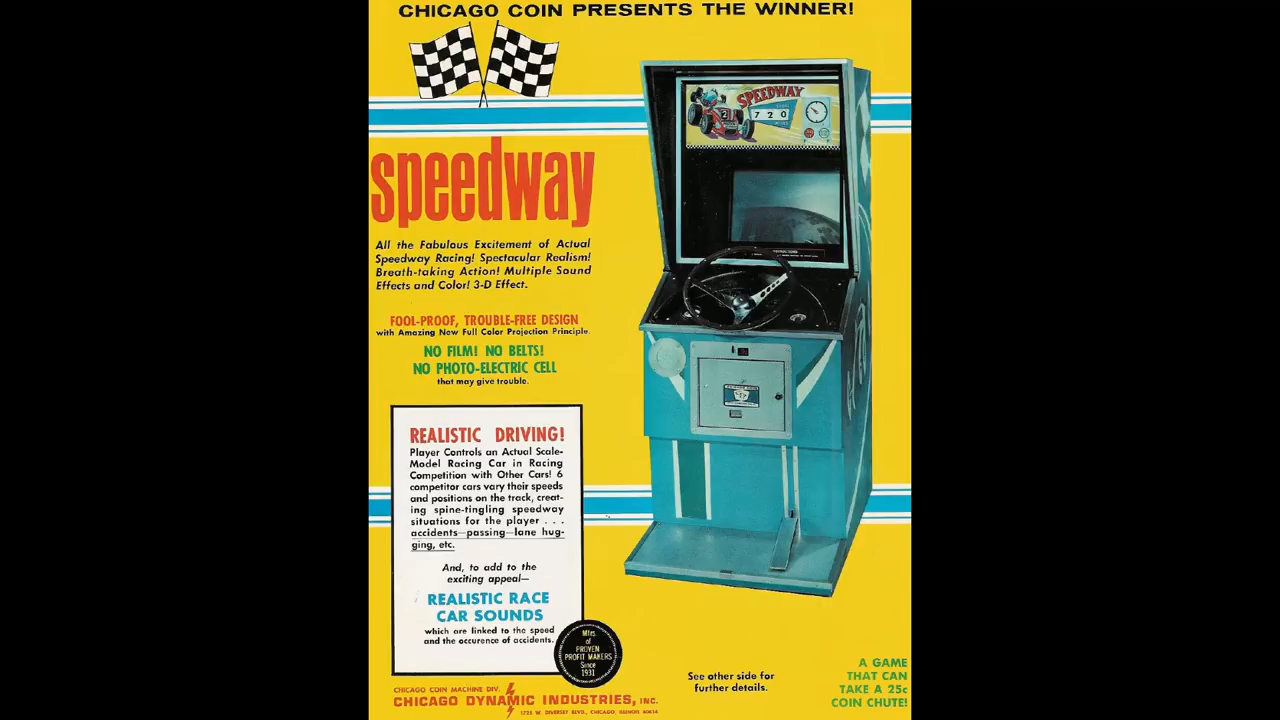 CHICAGO COIN PRESENTS THE WINNER!
speedway
All the Fabulous Excitement of Actual
Speedway Racing! Spectacular Realism!
Breath-taking Action! Multiple Sound
Effects and Color! 3-D Effect.
FOOL-PROOF, TROUBLE-FREE DESIGN
with Amazing New Full Color Projection Principle.
NO FILM! NO BELTS!
NO PHOTO-ELECTRIC CELL
that may give trouble.
REALISTIC DRIVING!
Player Controls an Actual Scale-
Model Racing Car in Racing
Competition with Other Cars! 6
competitor cars vary their speeds
and positions on the track, creat-
ing spine-tingling speedway
situations for the player . . .
accidents—passing—lane hug-
ging, etc.
And, to add to the
exciting appeal—
REALISTIC RACE
CAR SOUNDS
which are linked to the speed
and the occurence of accidents.
Mfrs.
of
PROVEN
PROFIT MAKERS
Since
1931
CHICAGO COIN MACHINE DIV.
CHICAGO DYNAMIC INDUSTRIES, INC.
1725 W. DIVERSEY BLVD., CHICAGO, ILLINOIS 60614
SPEEDWAY
720
2
See other side for
further details.
A GAME
THAT CAN
TAKE A 25c
COIN CHUTE!